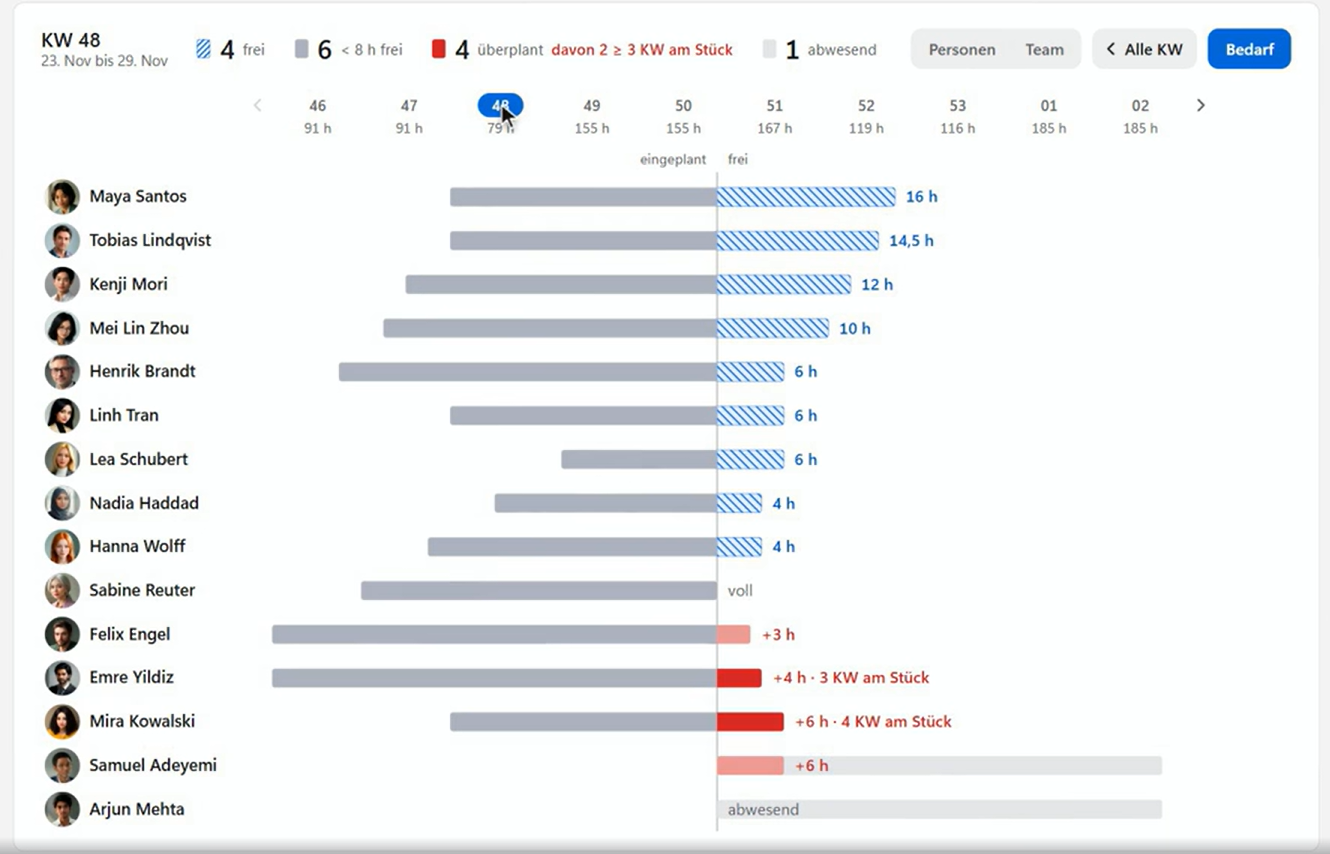 KW 48
23. Nov bis 29. Nov
4 frei
6 < 8 h frei
4 überplant davon 2 ≥ 3 KW am Stück
1 abwesend
Personen Team
Alle KW
Bedarf
46 47 48 49 50 51 52 53 01 02
91 h 91 h 79 h 155 h 155 h 167 h 119 h 116 h 185 h 185 h
eingeplant frei
Maya Santos 16 h
Tobias Lindqvist 14,5 h
Kenji Mori 12 h
Mei Lin Zhou 10 h
Henrik Brandt 6 h
Linh Tran 6 h
Lea Schubert 6 h
Nadia Haddad 4 h
Hanna Wolff 4 h
Sabine Reuter voll
Felix Engel +3 h
Emre Yildiz +4 h · 3 KW am Stück
Mira Kowalski +6 h · 4 KW am Stück
Samuel Adeyemi +6 h
Arjun Mehta abwesend